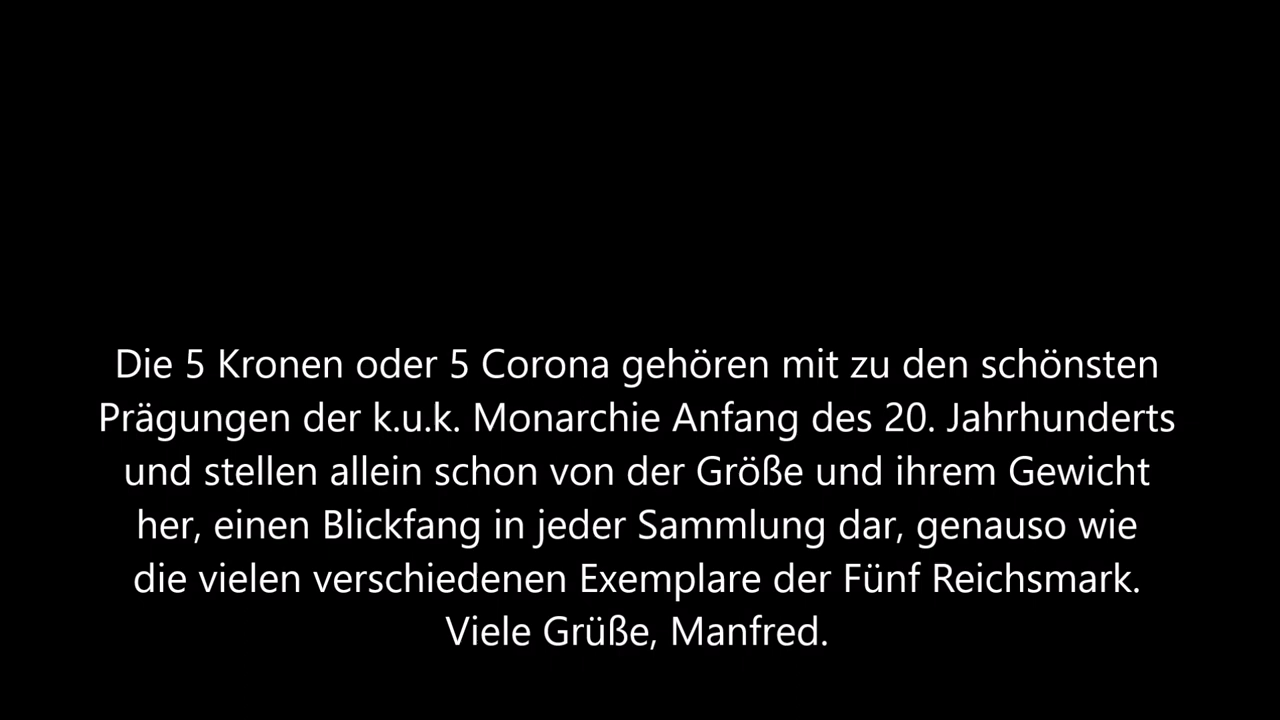 Die 5 Kronen oder 5 Corona gehören mit zu den schönsten
Prägungen der k.u.k. Monarchie Anfang des 20. Jahrhunderts
und stellen allein schon von der Größe und ihrem Gewicht
her, einen Blickfang in jeder Sammlung dar, genauso wie
die vielen verschiedenen Exemplare der Fünf Reichsmark.
Viele Grüße, Manfred.